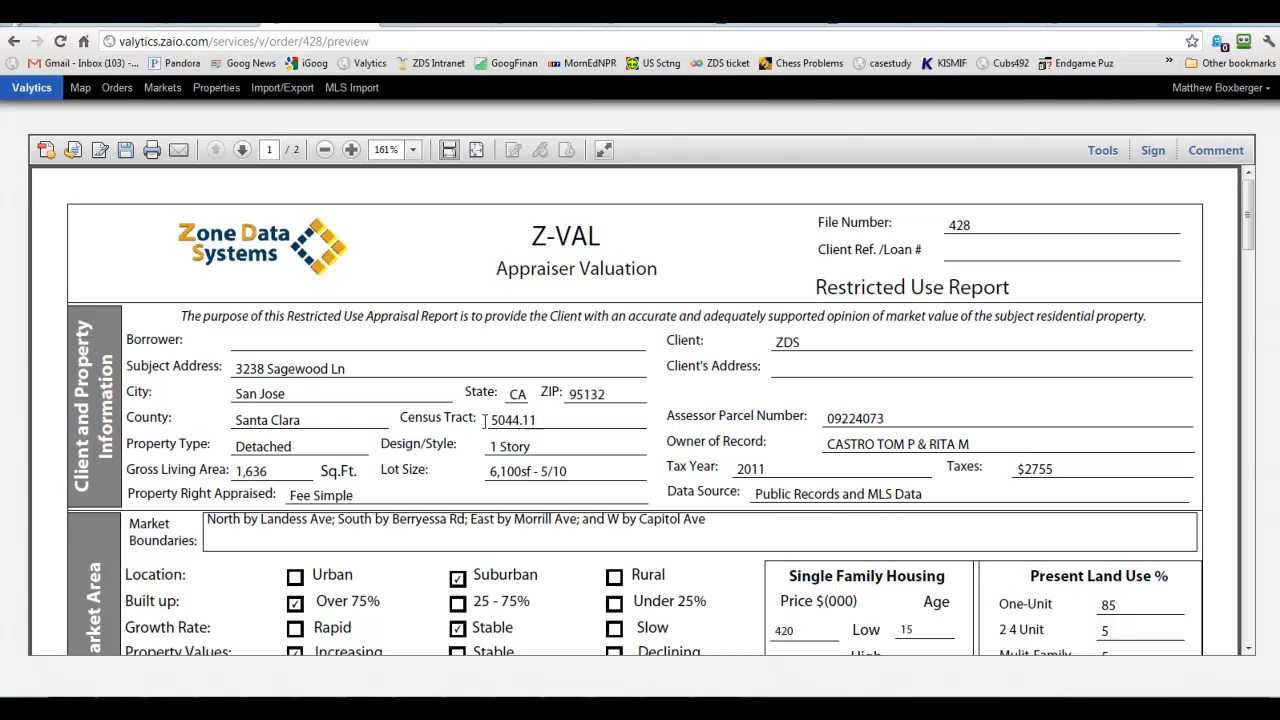 valytics.zaio.com/services/v/order/428/preview
Gmail - Inbox (103) -... Pandora Goog News iGoog Valytics ZDS Intranet GoogFinan MornEdNPR US Sctng ZDS ticket Chess Problems casestudy KISMIF Cubs492 Endgame Puz » Other bookmarks
Valytics Map Orders Markets Properties Import/Export MLS Import Matthew Boxberger
1 / 2 161% Tools Sign Comment
Zone Data
Systems
Z-VAL
Appraiser Valuation
File Number: 428
Client Ref. /Loan #
Restricted Use Report
Client and Property
Information
The purpose of this Restricted Use Appraisal Report is to provide the Client with an accurate and adequately supported opinion of market value of the subject residential property.
Borrower: Client: ZDS
Subject Address: 3238 Sagewood Ln Client's Address:
City: San Jose State: CA ZIP: 95132
County: Santa Clara Census Tract: 5044.11 Assessor Parcel Number: 09224073
Property Type: Detached Design/Style: 1 Story Owner of Record: CASTRO TOM P & RITA M
Gross Living Area: 1,636 Sq.Ft. Lot Size: 6,100sf - 5/10 Tax Year: 2011 Taxes: $2755
Property Right Appraised: Fee Simple Data Source: Public Records and MLS Data
arket Area
Market
Boundaries:
North by Landess Ave; South by Berryessa Rd; East by Morrill Ave; and W by Capitol Ave
Location: Urban Suburban Rural Single Family Housing Present Land Use %
Built up: Over 75% 25 - 75% Under 25% Price $(000) Age One-Unit 85
Growth Rate: Rapid Stable Slow 420 Low 15 2 4 Unit 5
Property Values: Increasing Stable Declining High Mulit-Family 5